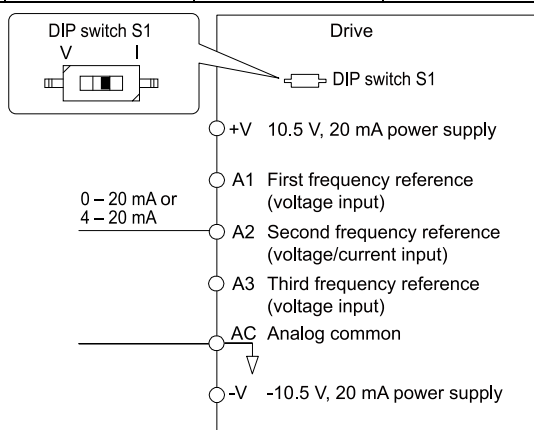 DIP switch S1
V I
Drive
DIP switch S1
+V 10.5 V, 20 mA power supply
A1 First frequency reference
(voltage input)
0 – 20 mA or
4 – 20 mA
A2 Second frequency reference
(voltage/current input)
A3 Third frequency reference
(voltage input)
AC Analog common
-V -10.5 V, 20 mA power supply